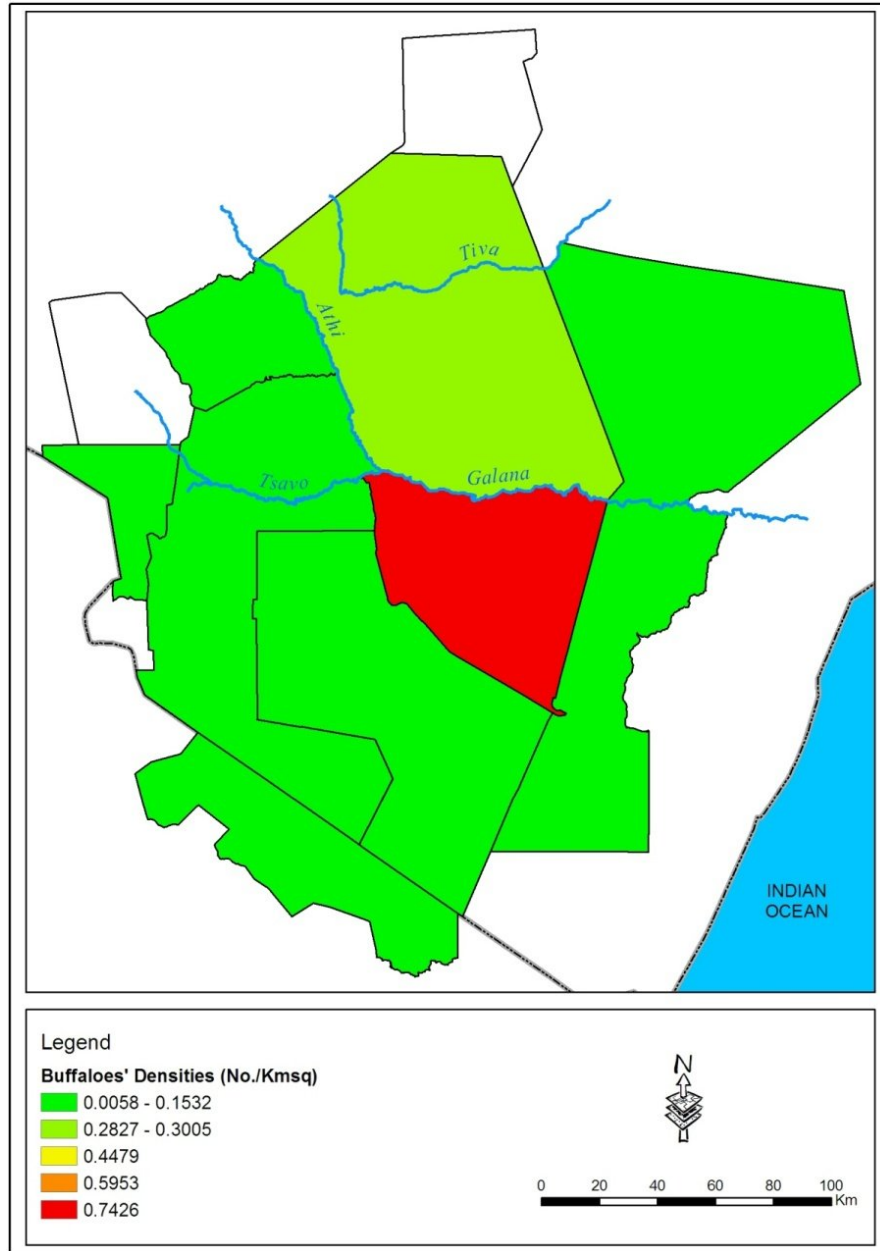 Tiva
Athi
Tsavo
Galana
INDIAN
OCEAN
Legend
Buffaloes' Densities (No./Kmsq)
0.0058 - 0.1532
0.2827 - 0.3005
0.4479
0.5953
0.7426
N
0 20 40 60 80 100
Km